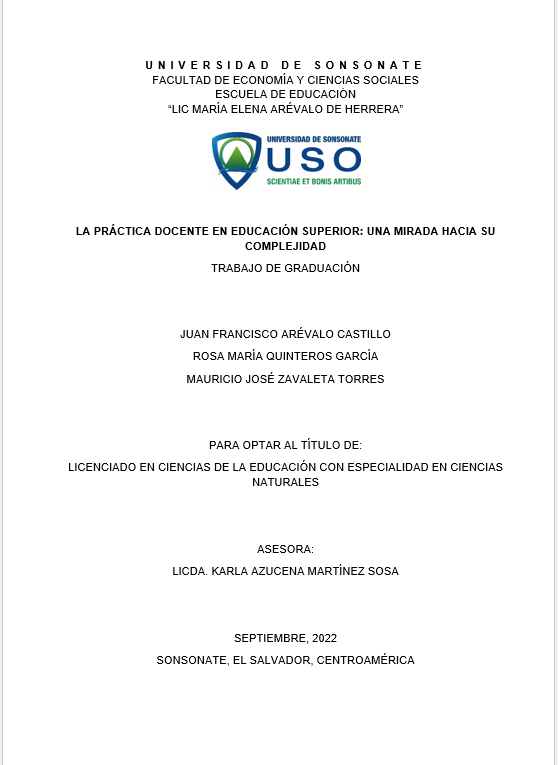 UNIVERSIDAD DE SONSONATE
FACULTAD DE ECONOMÍA Y CIENCIAS SOCIALES
ESCUELA DE EDUCACIÓN
“LIC MARÍA ELENA ARÉVALO DE HERRERA”
UNIVERSIDAD DE SONSONATE
USO
SCIENTIAE ET BONIS ARTIBUS
LA PRÁCTICA DOCENTE EN EDUCACIÓN SUPERIOR: UNA MIRADA HACIA SU
COMPLEJIDAD
TRABAJO DE GRADUACIÓN
JUAN FRANCISCO ARÉVALO CASTILLO
ROSA MARÍA QUINTEROS GARCÍA
MAURICIO JOSÉ ZAVALETA TORRES
PARA OPTAR AL TÍTULO DE:
LICENCIADO EN CIENCIAS DE LA EDUCACIÓN CON ESPECIALIDAD EN CIENCIAS
NATURALES
ASESORA:
LICDA. KARLA AZUCENA MARTÍNEZ SOSA
SEPTIEMBRE, 2022
SONSONATE, EL SALVADOR, CENTROAMÉRICA